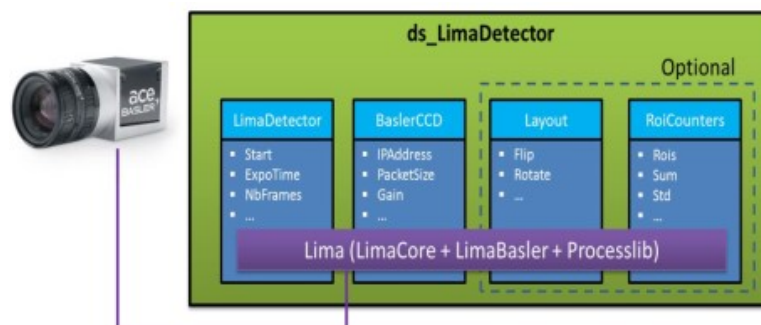 ds_LimaDetector
Optional
ace
BASLER
LimaDetector
▪ Start
▪ ExpoTime
▪ NbFrames
▪ ...
BaslerCCD
▪ IPAddress
▪ PacketSize
▪ Gain
▪ ...
Layout
▪ Flip
▪ Rotate
▪ ...
RoiCounters
▪ Rois
▪ Sum
▪ Std
▪ ...
Lima (LimaCore + LimaBasler + Processlib)